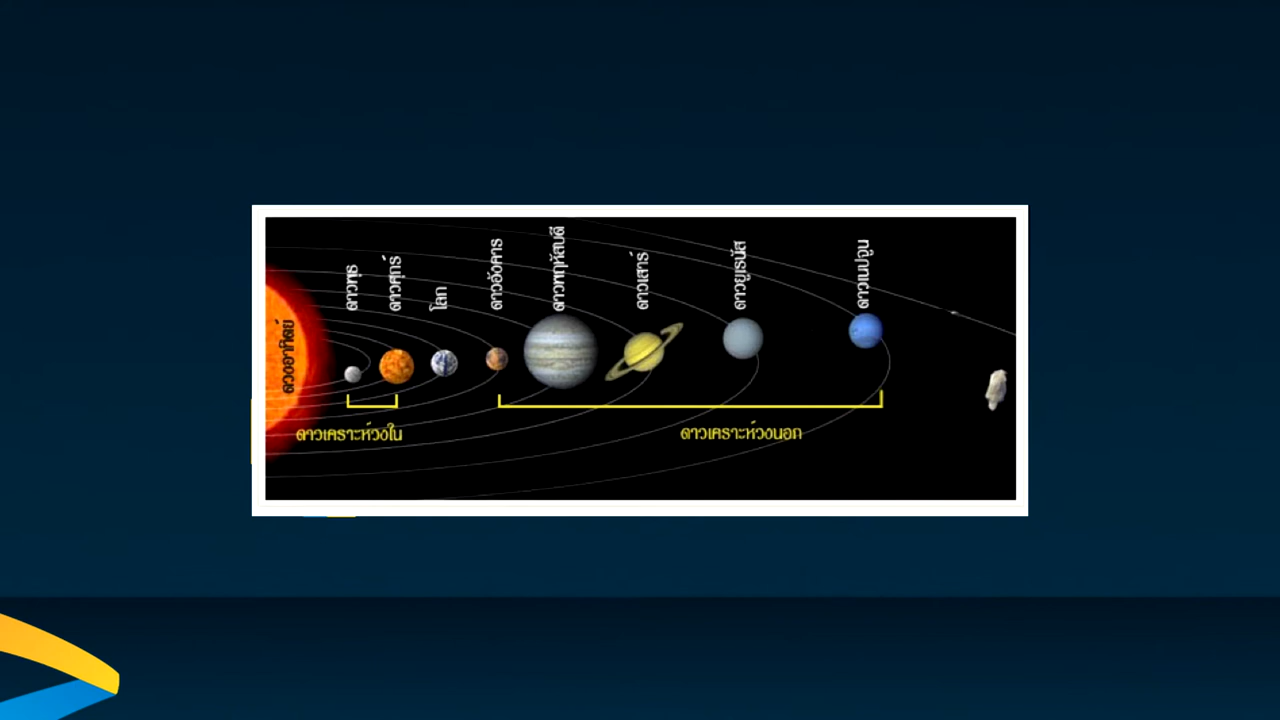 ดวงอาทิตย์
ดาวพุธ
ดาวศุกร์
โลก
ดาวอังคาร
ดาวพฤหัสบดี
ดาวเสาร์
ดาวยูเรนัส
ดาวเนปจูน
ดาวเคราะห์วงใน
ดาวเคราะห์วงนอก